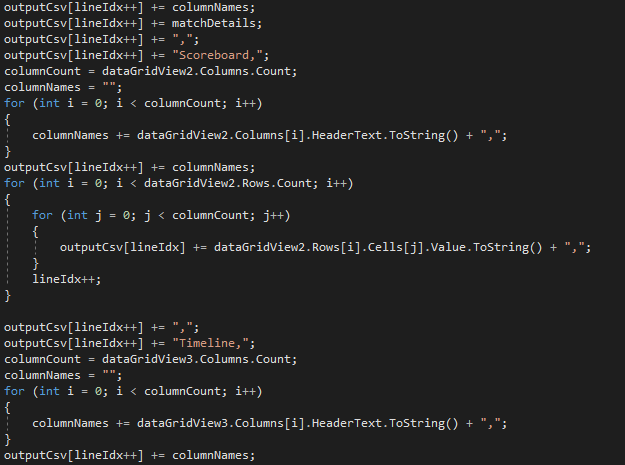 outputCsv[lineIdx++] += columnNames;
outputCsv[lineIdx++] += matchDetails;
outputCsv[lineIdx++] += ",";
outputCsv[lineIdx++] += "Scoreboard,";
columnCount = dataGridView2.Columns.Count;
columnNames = "";
for (int i = 0; i < columnCount; i++)
{
    columnNames += dataGridView2.Columns[i].HeaderText.ToString() + ",";
}
outputCsv[lineIdx++] += columnNames;
for (int i = 0; i < dataGridView2.Rows.Count; i++)
{
    for (int j = 0; j < columnCount; j++)
    {
        outputCsv[lineIdx] += dataGridView2.Rows[i].Cells[j].Value.ToString() + ",";
    }
    lineIdx++;
}

outputCsv[lineIdx++] += ",";
outputCsv[lineIdx++] += "Timeline,";
columnCount = dataGridView3.Columns.Count;
columnNames = "";
for (int i = 0; i < columnCount; i++)
{
    columnNames += dataGridView3.Columns[i].HeaderText.ToString() + ",";
}
outputCsv[lineIdx++] += columnNames;